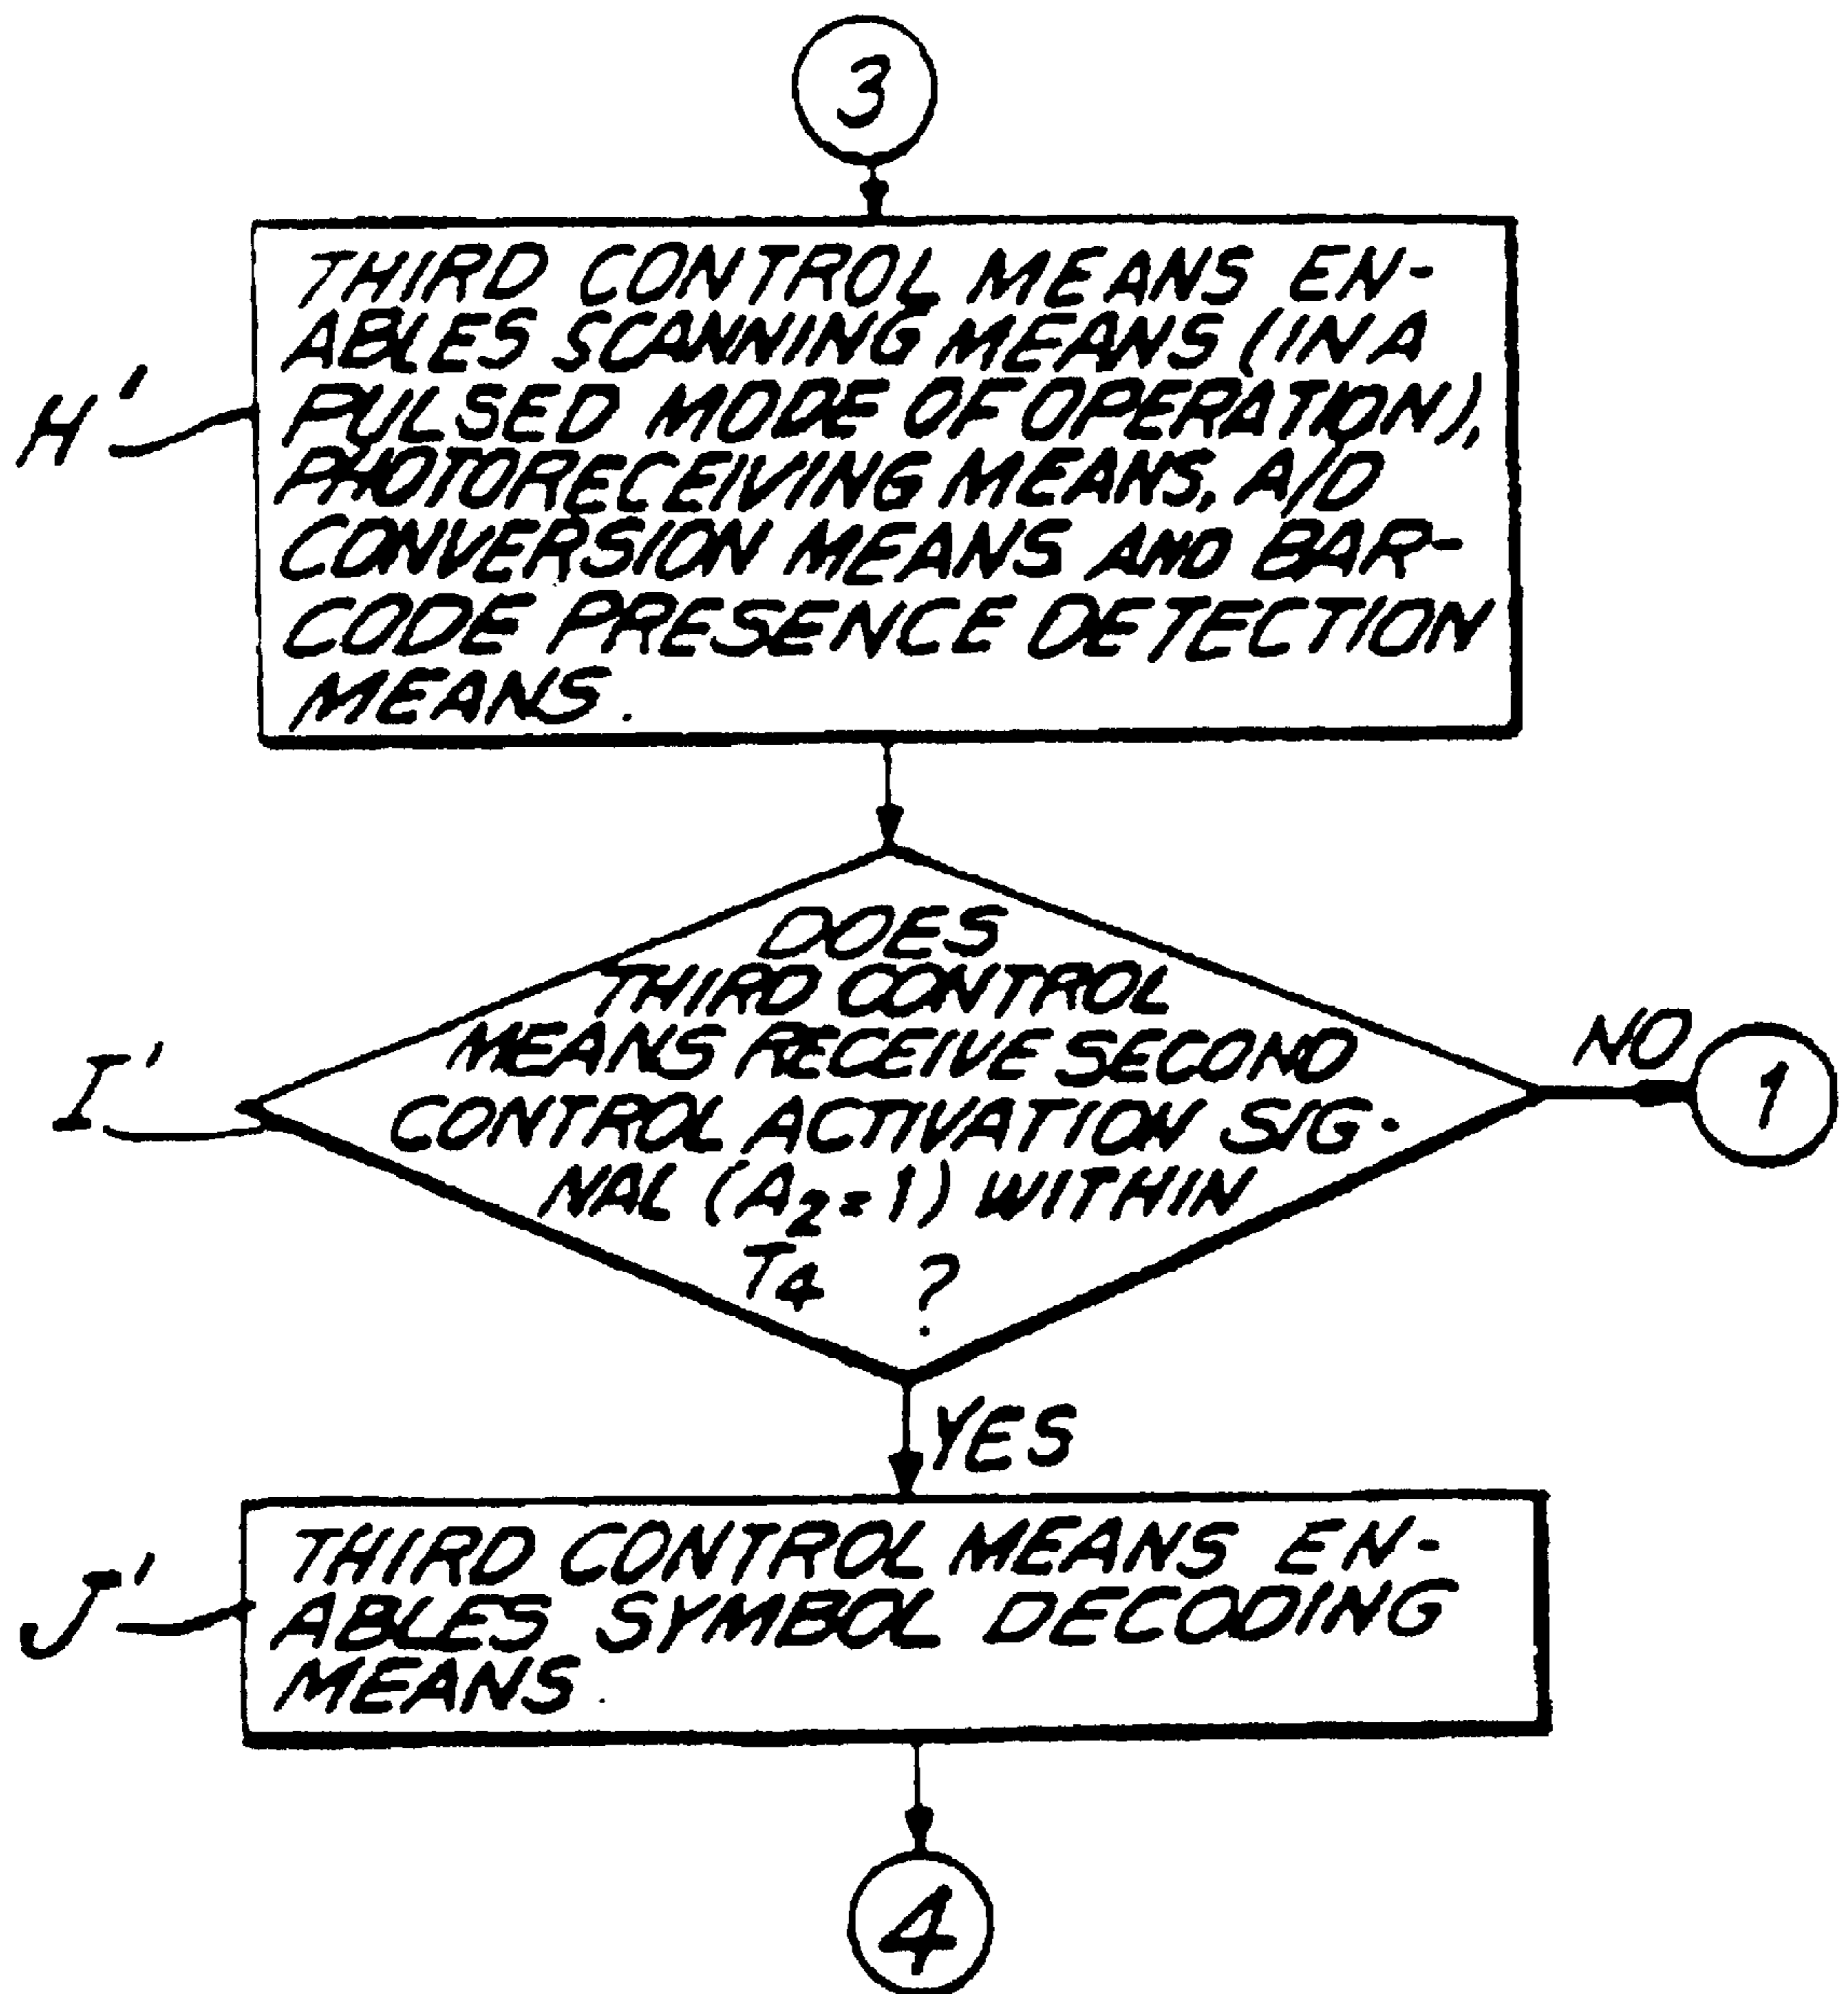 3
THIRD CONTROL MEANS EN-
ABLES SCANNING MEANS (IN A
PULSED MODE OF OPERATION),
PHOTORECEIVING MEANS, A/D
CONVERSION MEANS AND BAR-
CODE PRESENCE DETECTION
MEANS.
H'
DOES
THIRD CONTROL
MEANS RECEIVE SECOND
CONTROL ACTIVATION SIG-
NAL (A2=1) WITHIN
T4 ?
I'
NO
1
YES
THIRD CONTROL MEANS EN-
ABLES SYMBOL DECODING
MEANS.
J'
4